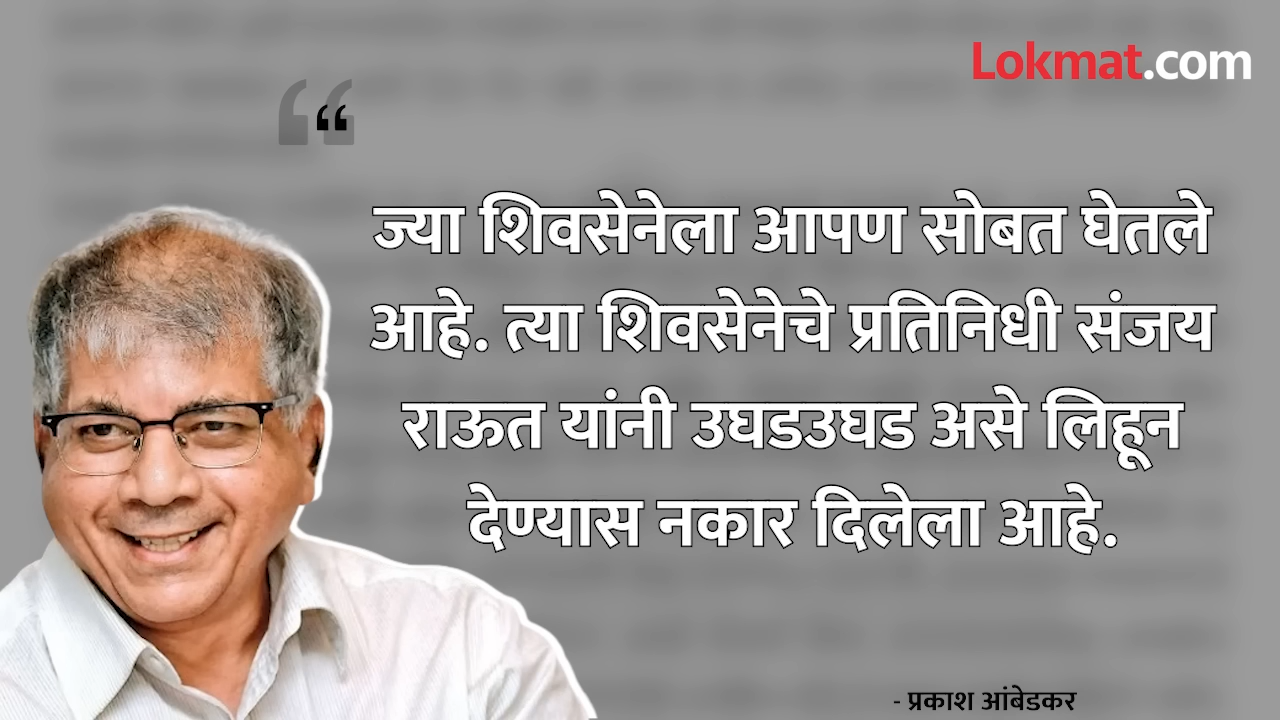 Lokmat.com
“
ज्या शिवसेनेला आपण सोबत घेतले
आहे. त्या शिवसेनेचे प्रतिनिधी संजय
राऊत यांनी उघडउघड असे लिहून
देण्यास नकार दिलेला आहे.
- प्रकाश आंबेडकर